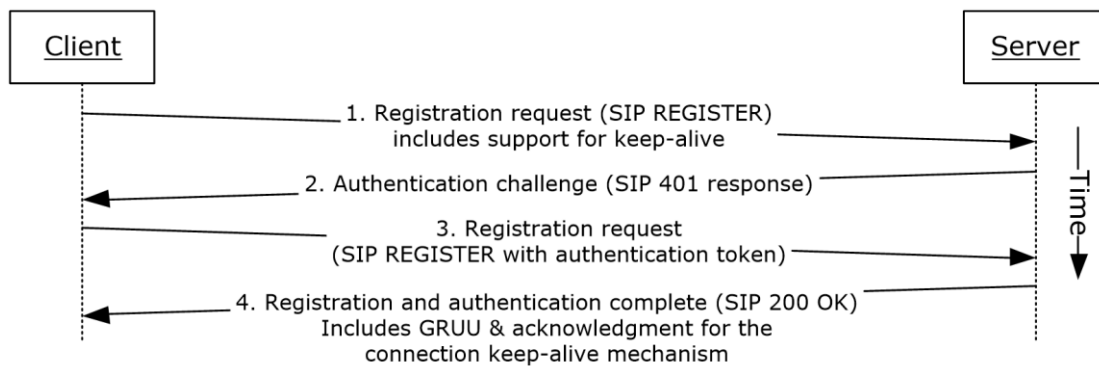 Client
Server
1. Registration request (SIP REGISTER)
includes support for keep-alive
2. Authentication challenge (SIP 401 response)
3. Registration request
(SIP REGISTER with authentication token)
4. Registration and authentication complete (SIP 200 OK)
Includes GRUU & acknowledgment for the
connection keep-alive mechanism
Time